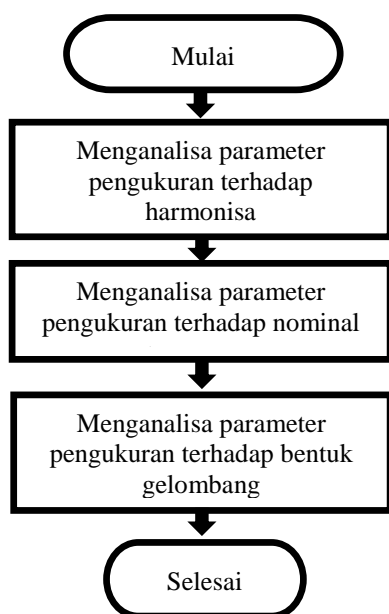 Mulai
Menganalisa parameter
pengukuran terhadap
harmonisa
Menganalisa parameter
pengukuran terhadap nominal
Menganalisa parameter
pengukuran terhadap bentuk
gelombang
Selesai